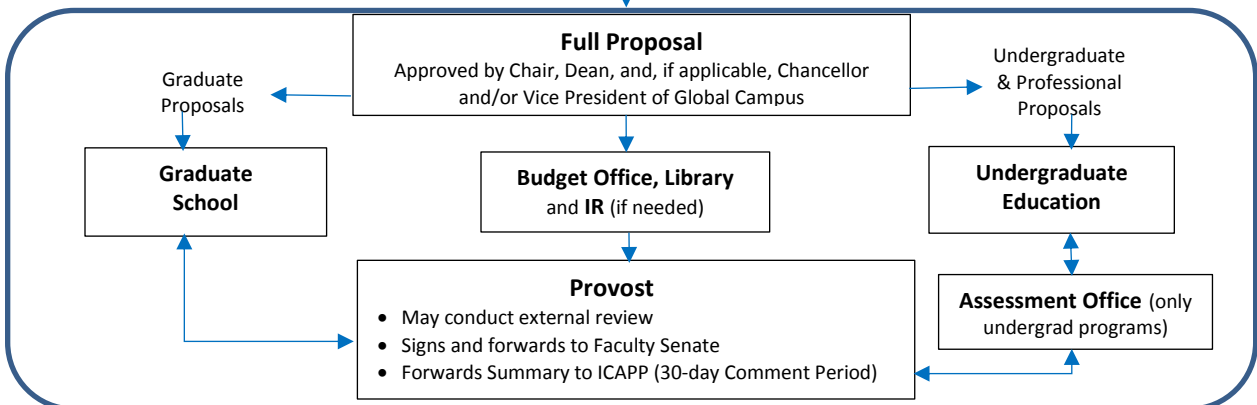 Full Proposal
Approved by Chair, Dean, and, if applicable, Chancellor
and/or Vice President of Global Campus
Graduate
Proposals
Undergraduate
& Professional
Proposals
Graduate
School
Budget Office, Library
and IR (if needed)
Undergraduate
Education
Provost
• May conduct external review
• Signs and forwards to Faculty Senate
• Forwards Summary to ICAPP (30-day Comment Period)
Assessment Office (only
undergrad programs)